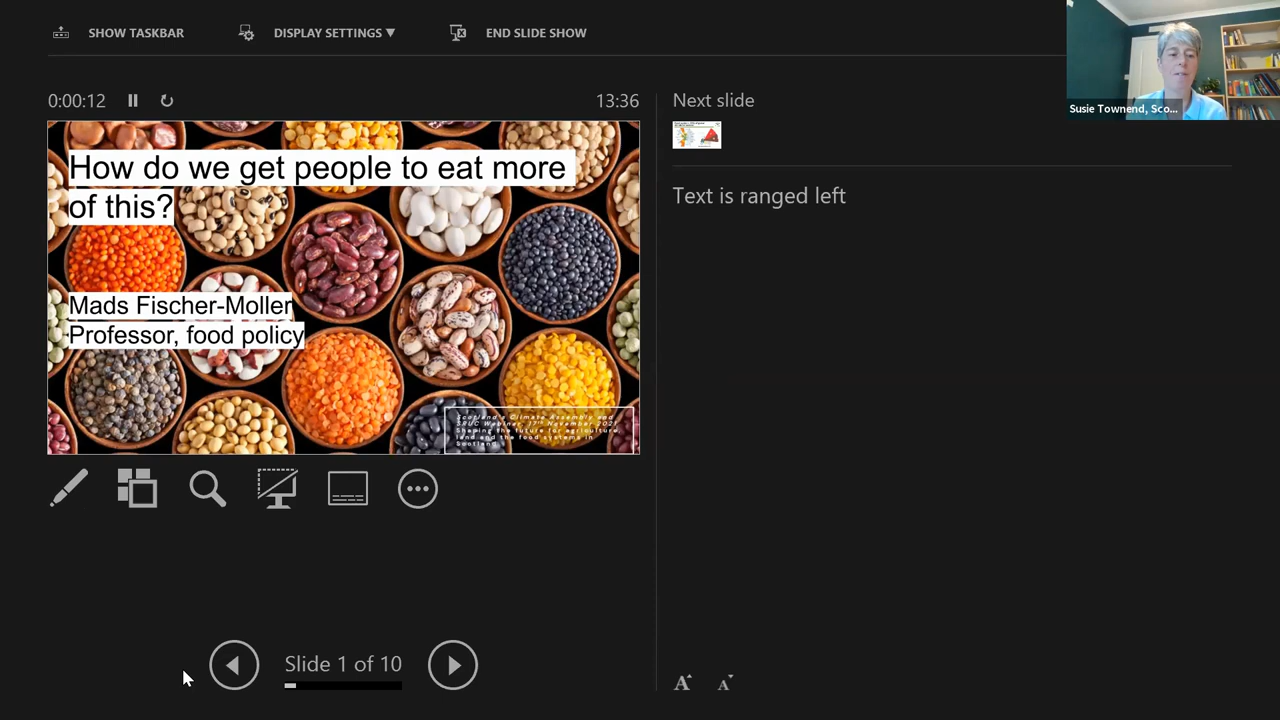 SHOW TASKBAR
DISPLAY SETTINGS ▼
END SLIDE SHOW
Susie Townend, Sco...
0:00:12
13:36
Next slide
How do we get people to eat more
of this?
Mads Fischer-Moller
Professor, food policy
Scotland's Climate Assembly and
SRUC Webinar, 17th November 2021
Shaping the future for agriculture,
land and the food systems in
Scotland
Text is ranged left
Slide 1 of 10
A
A